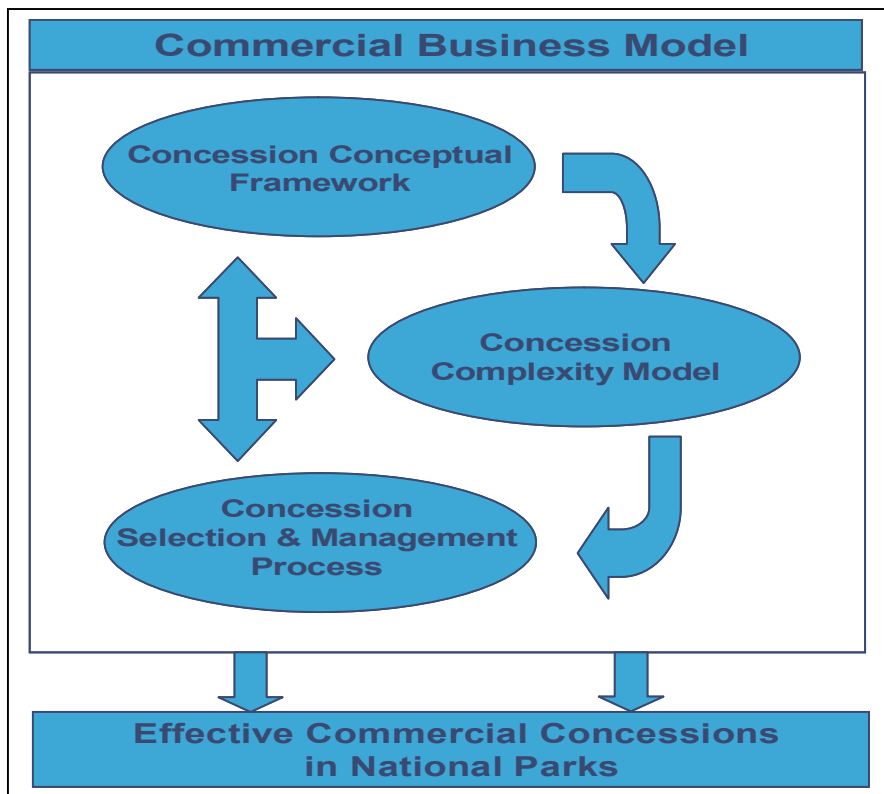 Commercial Business Model
Concession Conceptual
Framework
Concession
Complexity Model
Concession
Selection & Management
Process
Effective Commercial Concessions
in National Parks